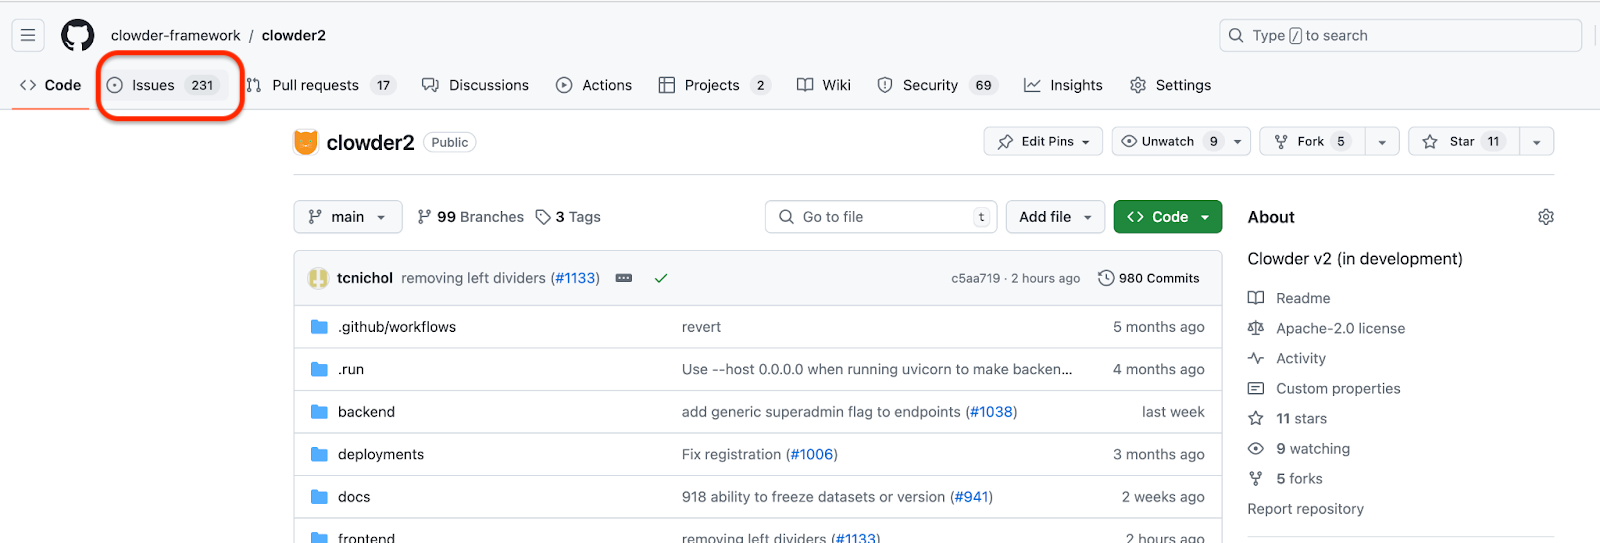 clowder-framework / clowder2
Type / to search
Code Issues 231 Pull requests 17 Discussions Actions Projects 2 Wiki Security 69 Insights Settings
clowder2 Public
Edit Pins Unwatch 9 Fork 5 Star 11
main 99 Branches 3 Tags Go to file t Add file Code
tcnichol removing left dividers (#1133) c5aa719 · 2 hours ago 980 Commits
.github/workflows revert 5 months ago
.run Use --host 0.0.0.0 when running uvicorn to make backen... 4 months ago
backend add generic superadmin flag to endpoints (#1038) last week
deployments Fix registration (#1006) 3 months ago
docs 918 ability to freeze datasets or version (#941) 2 weeks ago
frontend removing left dividers (#1133) 2 hours ago
About
Clowder v2 (in development)
Readme
Apache-2.0 license
Activity
Custom properties
11 stars
9 watching
5 forks
Report repository